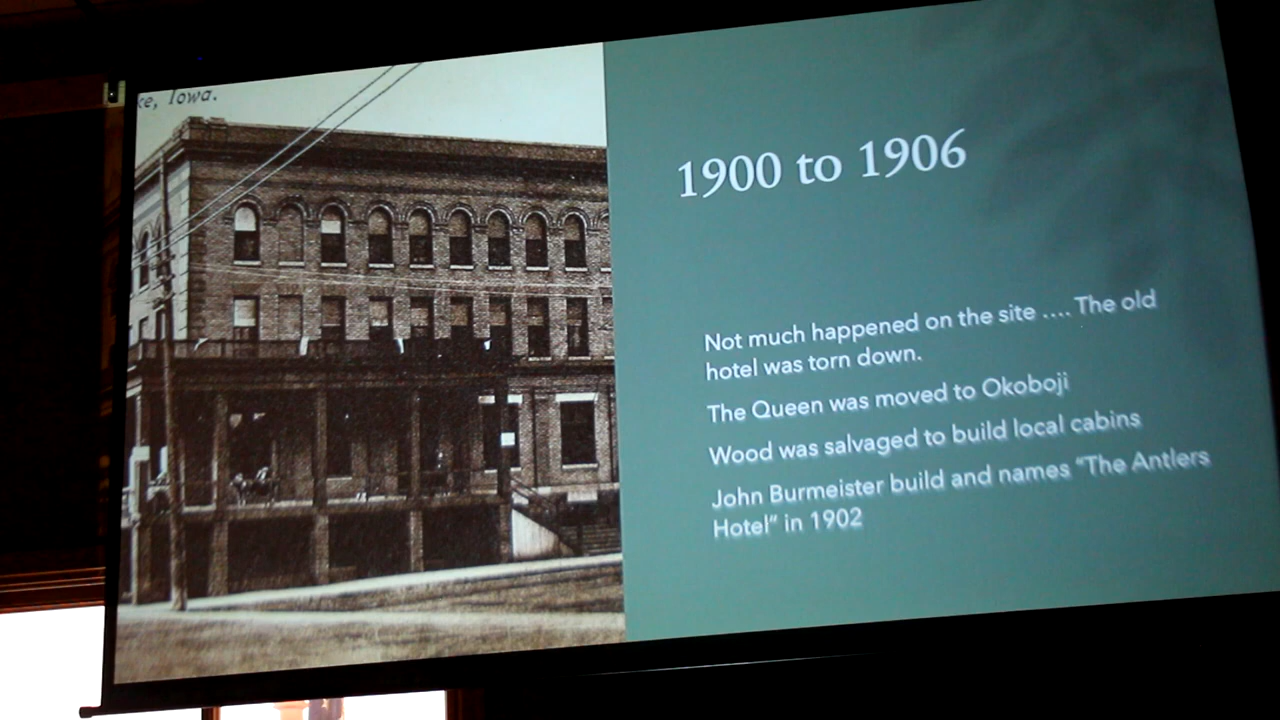 ke, Iowa.
1900 to 1906
Not much happened on the site .... The old
hotel was torn down.
The Queen was moved to Okoboji
Wood was salvaged to build local cabins
John Burmeister build and names “The Antlers
Hotel” in 1902